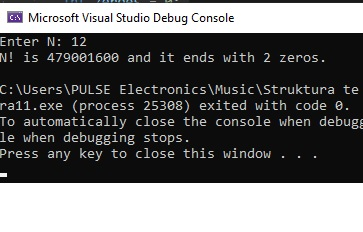 Microsoft Visual Studio Debug Console
Enter N: 12
N! is 479001600 and it ends with 2 zeros.
C:\Users\PULSE Electronics\Music\Struktura te
ra11.exe (process 25308) exited with code 0.
To automatically close the console when debugg
le when debugging stops.
Press any key to close this window . . .